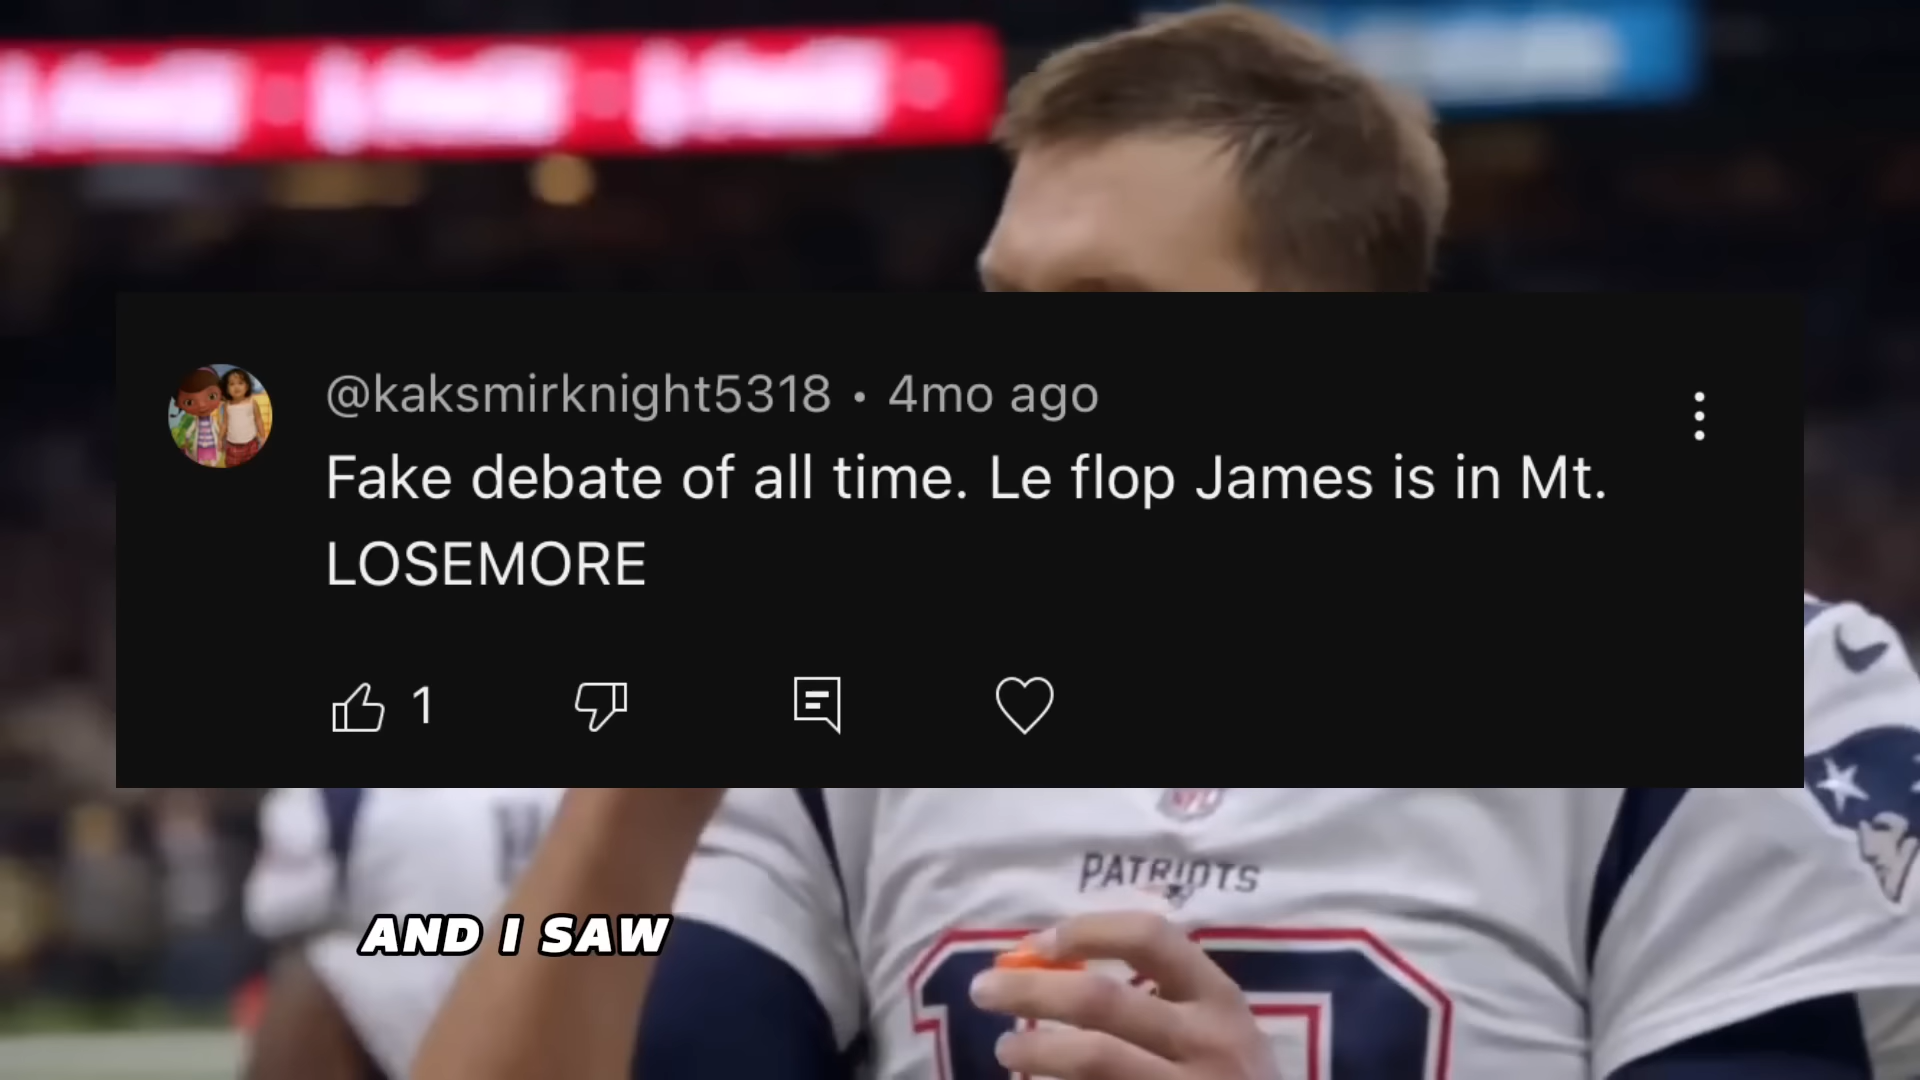 @kaksmirknight5318 • 4mo ago
Fake debate of all time. Le flop James is in Mt.
LOSEMORE
1
NFL
PATRIOTS
AND I SAW